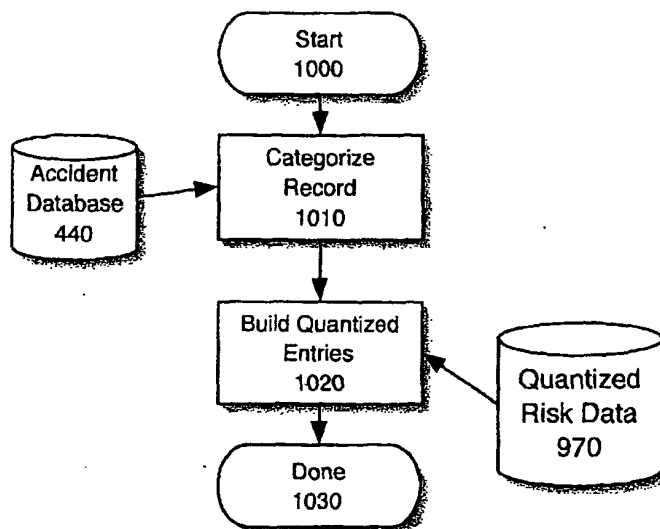 Start
1000
Accident
Database
440
Categorize
Record
1010
Build Quantized
Entries
1020
Quantized
Risk Data
970
Done
1030